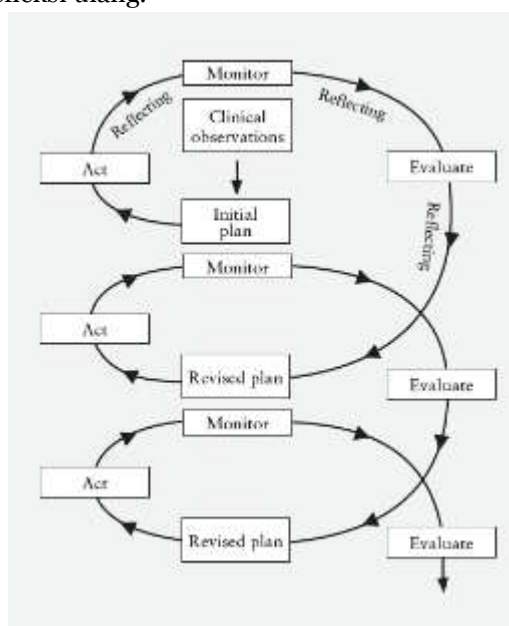 Monitor
Reflecting
Reflecting
Clinical
observations
Act
Evaluate
Initial
plan
Reflecting
Monitor
Act
Revised plan
Evaluate
Monitor
Act
Revised plan
Evaluate